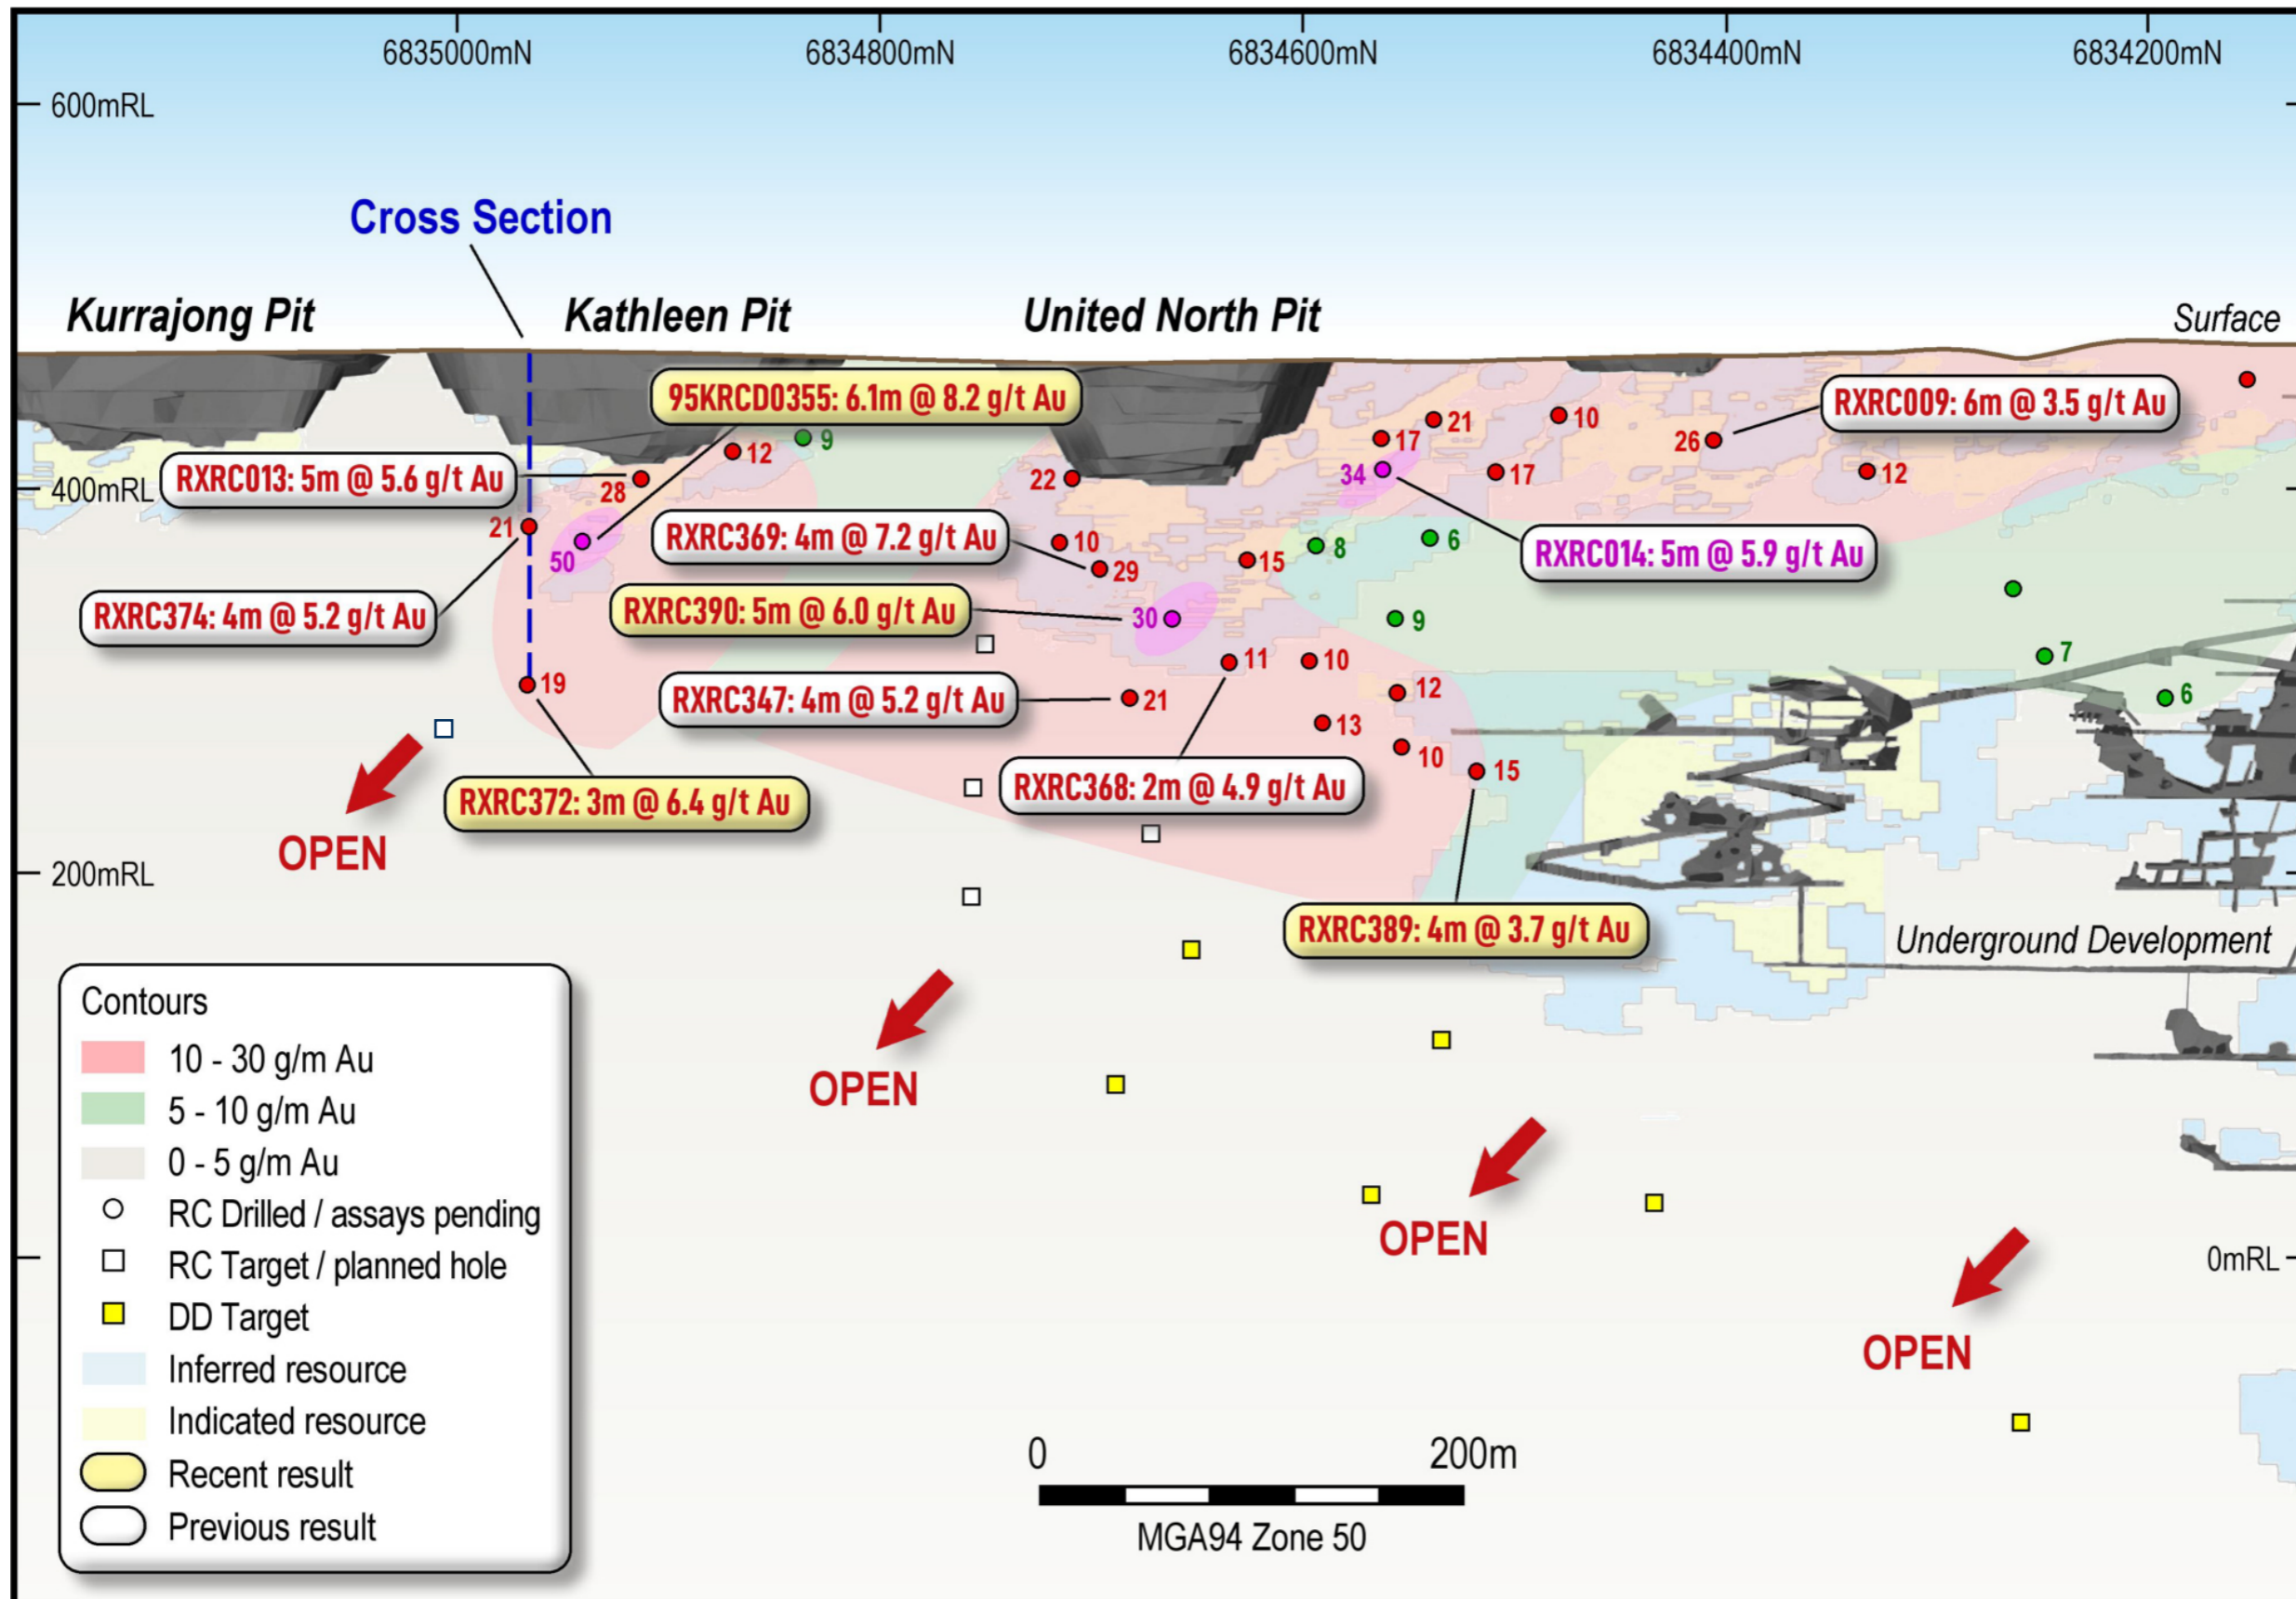 6835000mN
6834800mN
6834600mN
6834400mN
6834200mN
600mRL
Cross Section
Kurrajong Pit
Kathleen Pit
United North Pit
Surface
95KRCD0355: 6.1m @ 8.2 g/t Au
RXRC009: 6m @ 3.5 g/t Au
21
10
17
26
9
12
34
17
12
RXRC013: 5m @ 5.6 g/t Au
28
22
400mRL
21
50
RXRC369: 4m @ 7.2 g/t Au
10
29
15
8
6
RXRC014: 5m @ 5.9 g/t Au
RXRC374: 4m @ 5.2 g/t Au
RXRC390: 5m @ 6.0 g/t Au
30
9
11
10
7
19
RXRC347: 4m @ 5.2 g/t Au
21
12
6
13
10
15
RXRC368: 2m @ 4.9 g/t Au
RXRC372: 3m @ 6.4 g/t Au
OPEN
200mRL
RXRC389: 4m @ 3.7 g/t Au
Underground Development
OPEN
OPEN
0mRL
OPEN
Contours
10 - 30 g/m Au
5 - 10 g/m Au
0 - 5 g/m Au
RC Drilled / assays pending
RC Target / planned hole
DD Target
Inferred resource
Indicated resource
Recent result
Previous result
0
200m
MGA94 Zone 50